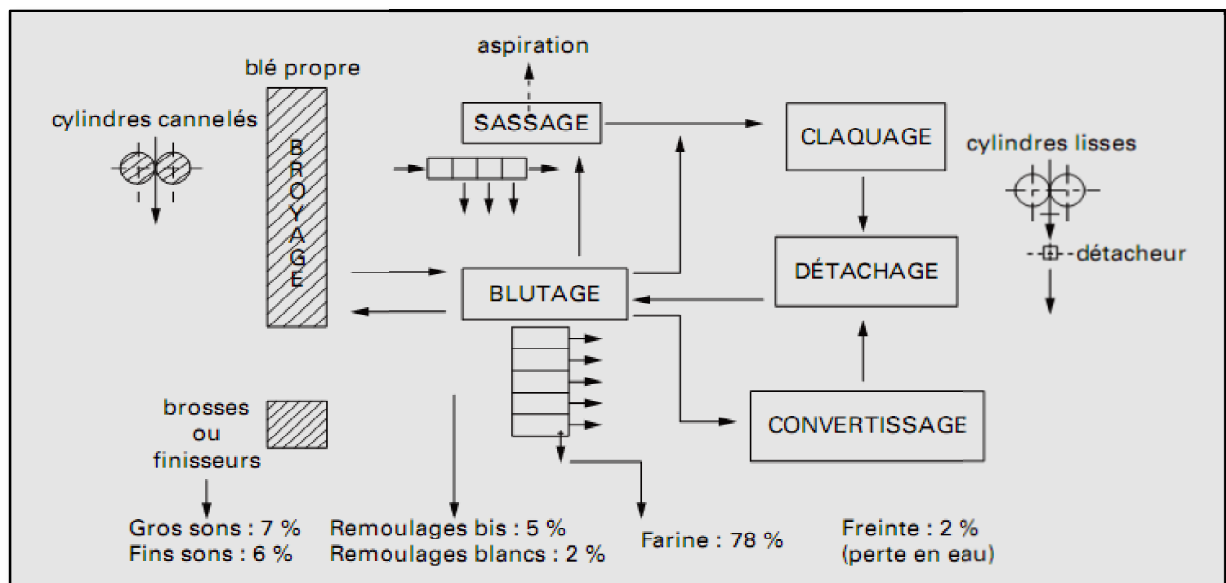 aspiration
blé propre
cylindres cannelés
BROYAGE
SASSAGE
CLAQUAGE
cylindres lisses
DÉTACHAGE
détacheur
BLUTAGE
CONVERTISSAGE
brosses
ou
finisseurs
Gros sons : 7 %
Fins sons : 6 %
Remoulages bis : 5 %
Remoulages blancs : 2 %
Farine : 78 %
Freinte : 2 %
(perte en eau)